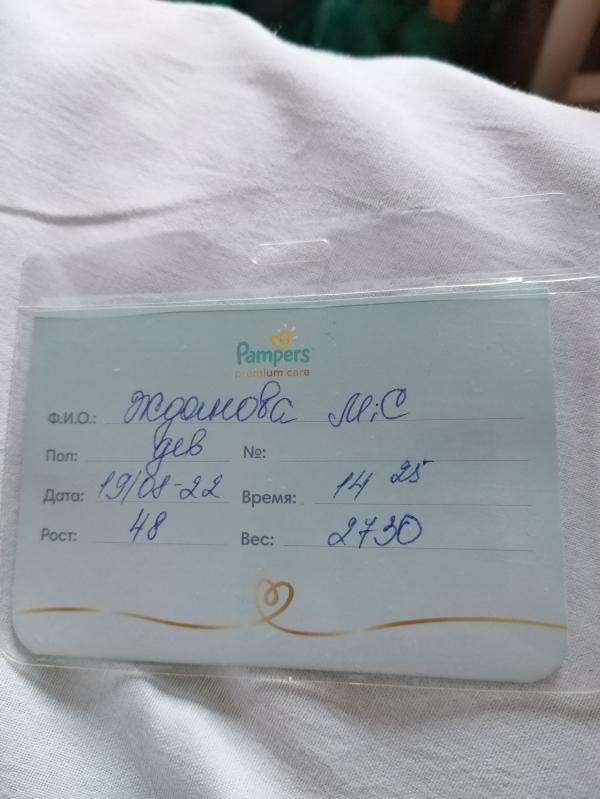 Pampers
premium care
Ф.И.О.: Жданова М.С
Пол: дев №:
Дата: 19/08-22 Время: 14 25
Рост: 48 Вес: 2730